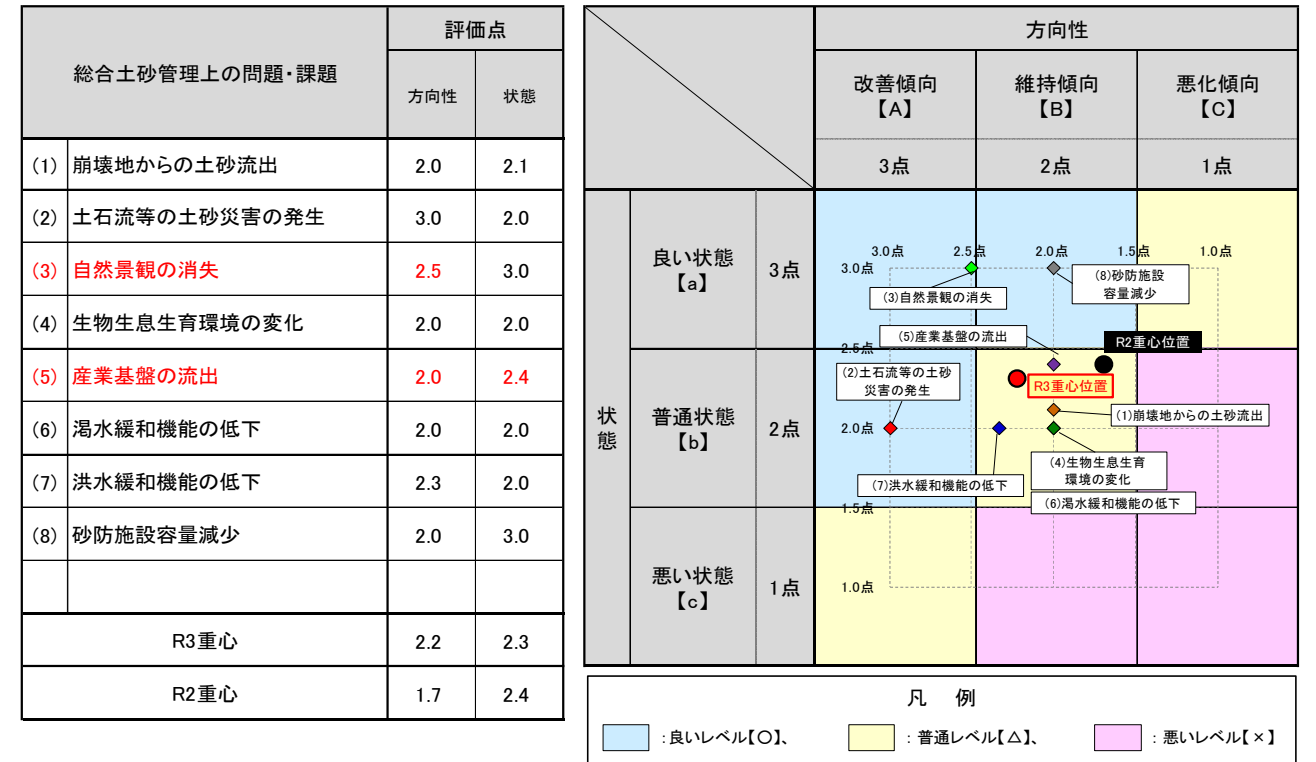 総合土砂管理上の問題・課題
評価点
方向性 状態
(1) 崩壊地からの土砂流出 2.0 2.1
(2) 土石流等の土砂災害の発生 3.0 2.0
(3) 自然景観の消失 2.5 3.0
(4) 生物生息生育環境の変化 2.0 2.0
(5) 産業基盤の流出 2.0 2.4
(6) 渇水緩和機能の低下 2.0 2.0
(7) 洪水緩和機能の低下 2.3 2.0
(8) 砂防施設容量減少 2.0 3.0
R3重心 2.2 2.3
R2重心 1.7 2.4
方向性
改善傾向 維持傾向 悪化傾向
【A】 【B】 【C】
3点 2点 1点
状態
良い状態
【a】
3点
普通状態
【b】
2点
悪い状態
【c】
1点
3.0点 2.5点 2.0点 1.5点 1.0点
3.0点
(8)砂防施設
容量減少
(3)自然景観の消失
(5)産業基盤の流出
R2重心位置
2.5点
(2)土石流等の土砂
災害の発生
R3重心位置
(1)崩壊地からの土砂流出
2.0点
(4)生物生息生育
環境の変化
(7)洪水緩和機能の低下
(6)渇水緩和機能の低下
1.5点
1.0点
凡 例
:良いレベル【○】、 :普通レベル【△】、 :悪いレベル【×】